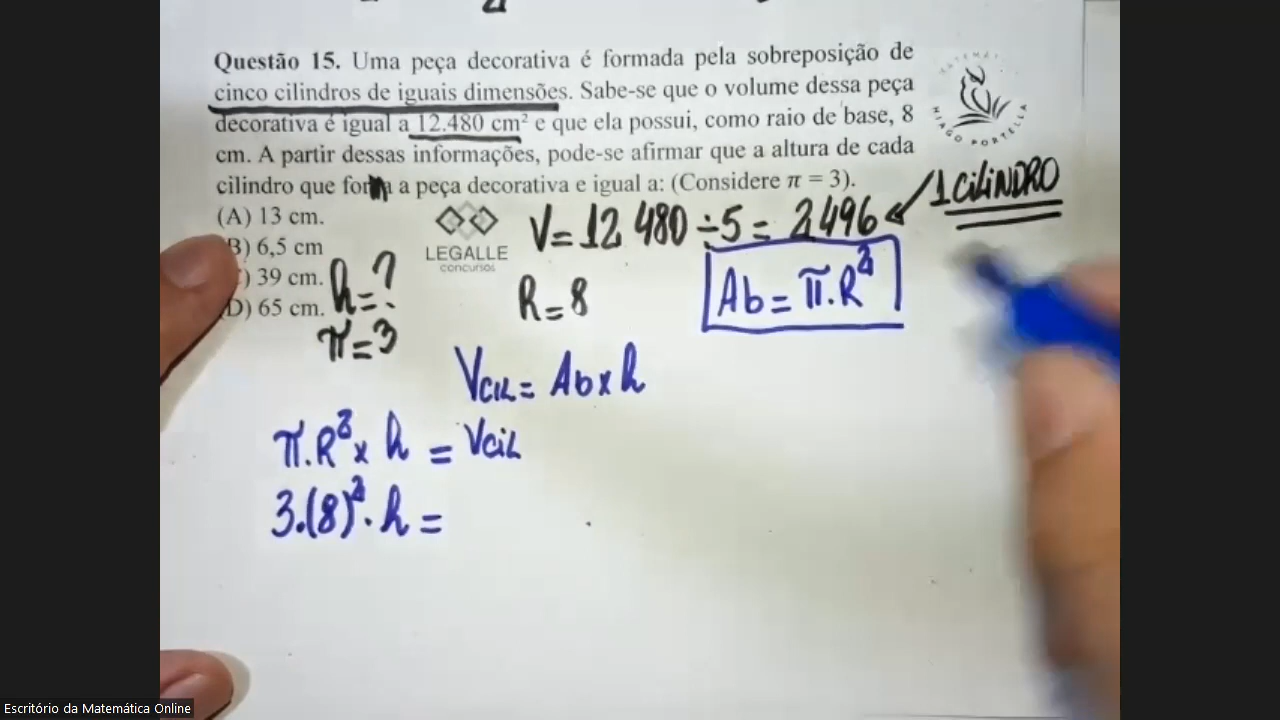 Questão 15. Uma peça decorativa é formada pela sobreposição de
cinco cilindros de iguais dimensões. Sabe-se que o volume dessa peça
decorativa é igual a 12.480 cm² e que ela possui, como raio de base, 8
cm. A partir dessas informações, pode-se afirmar que a altura de cada
cilindro que forma a peça decorativa e igual a: (Considere π = 3).
(A) 13 cm.
B) 6,5 cm
) 39 cm.
D) 65 cm.
LEGALLE
concursos
MATEMÁT
THIAGO PORTELLA
1 CILINDRO
V = 12 480 ÷ 5 = 2496
h = ?
R = 8
Ab = π.R²
π = 3
VCIL = Ab x h
π.R² x h = VCIL
3.(8)².h =
Escritório da Matemática Online